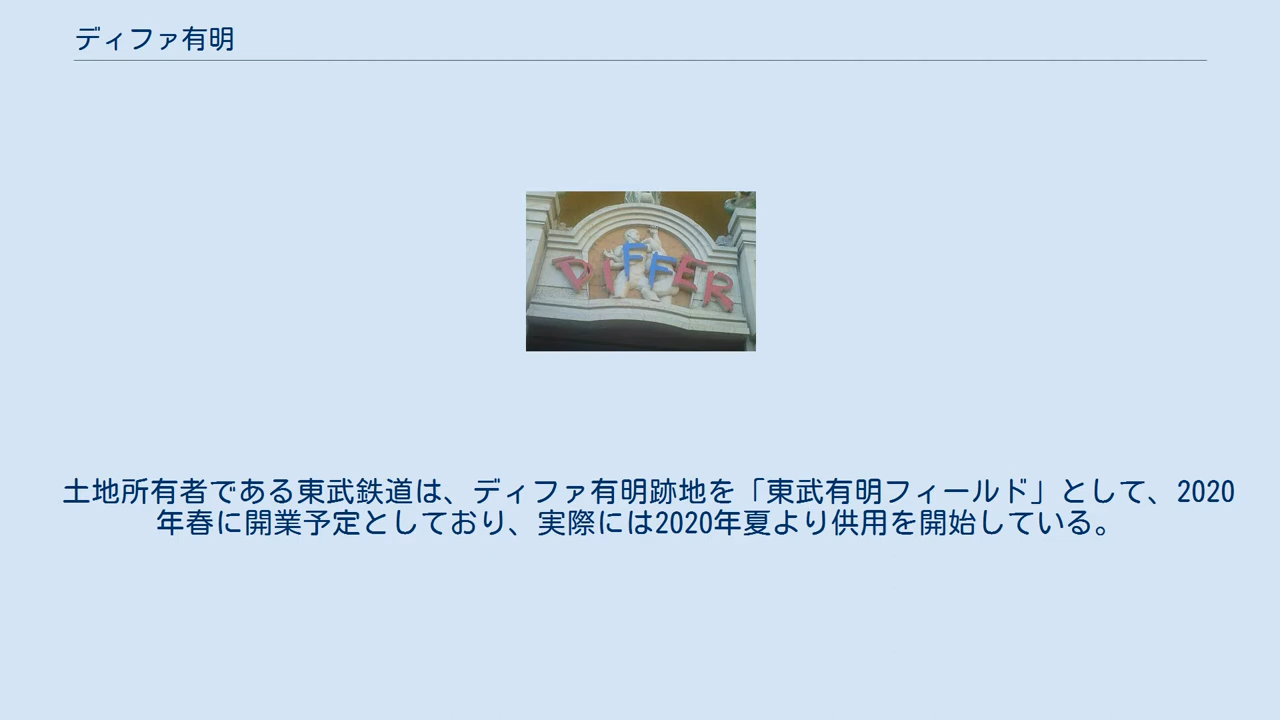 ディファ有明
DIFFER
土地所有者である東武鉄道は、ディファ有明跡地を「東武有明フィールド」として、2020
年春に開業予定としており、実際には2020年夏より供用を開始している。